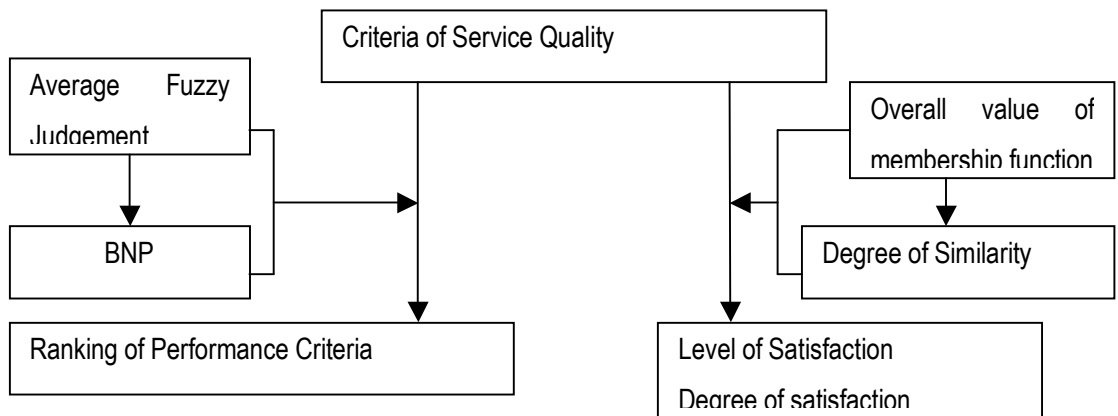 Criteria of Service Quality
Average Fuzzy
Judgement
Overall value of
membership function
BNP
Degree of Similarity
Ranking of Performance Criteria
Level of Satisfaction
Degree of satisfaction